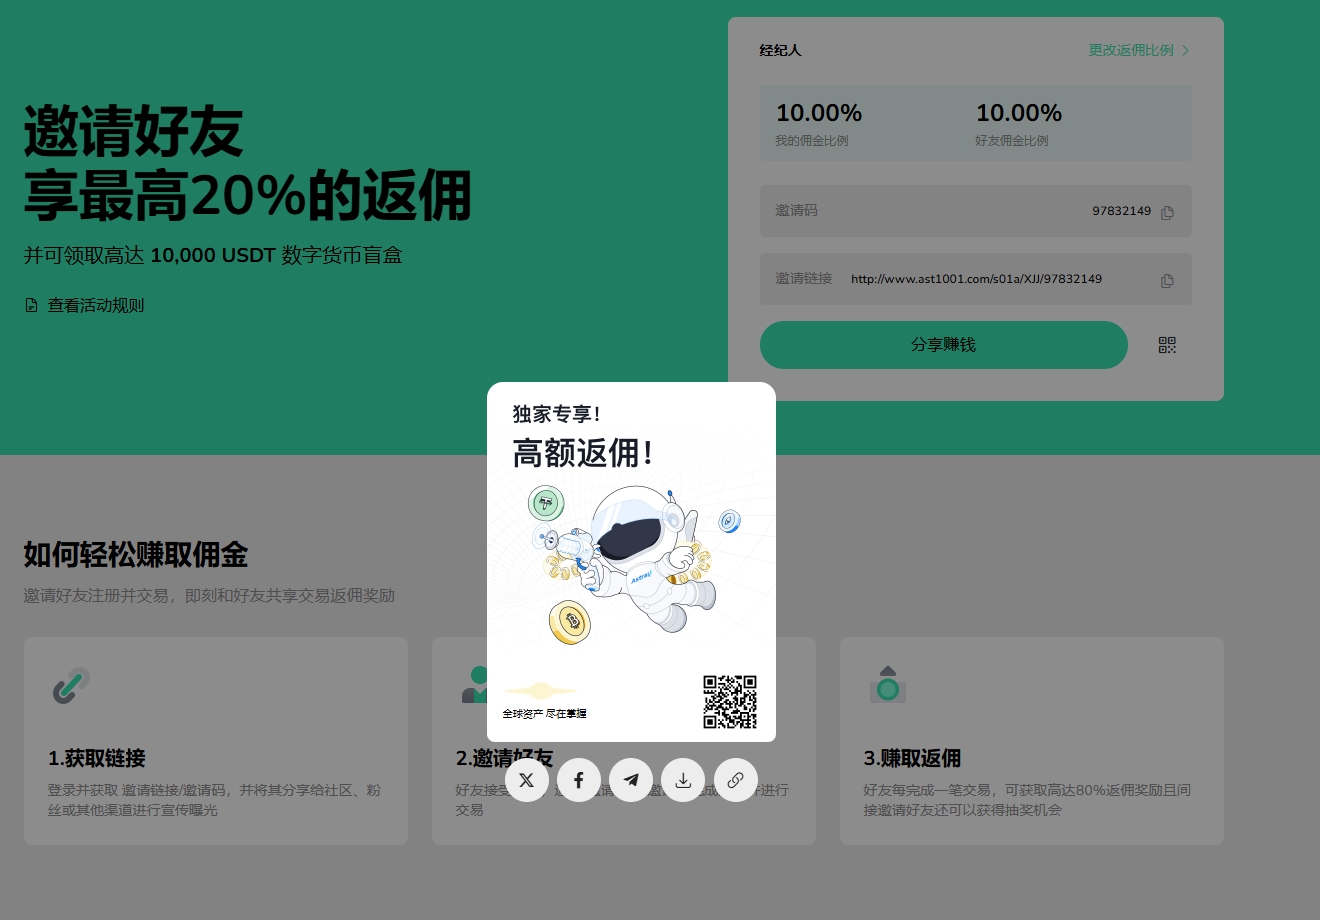 邀请好友
享最高20%的返佣
并可领取高达 10,000 USDT 数字货币盲盒
查看活动规则
经纪人
更改返佣比例
10.00%
10.00%
我的佣金比例
好友佣金比例
邀请码
97832149
邀请链接
http://www.ast1001.com/s01a/XJJ/97832149
分享赚钱
独家专享!
高额返佣!
AstralU
全球资产 尽在掌握
如何轻松赚取佣金
邀请好友注册并交易，即刻和好友共享交易返佣奖励
1.获取链接
登录并获取 邀请链接/邀请码，并将其分享给社区、粉
丝或其他渠道进行宣传曝光
2.邀请好友
好友接受
进行
交易
3.赚取返佣
好友每完成一笔交易，可获取高达80%返佣奖励且间
接邀请好友还可以获得抽奖机会